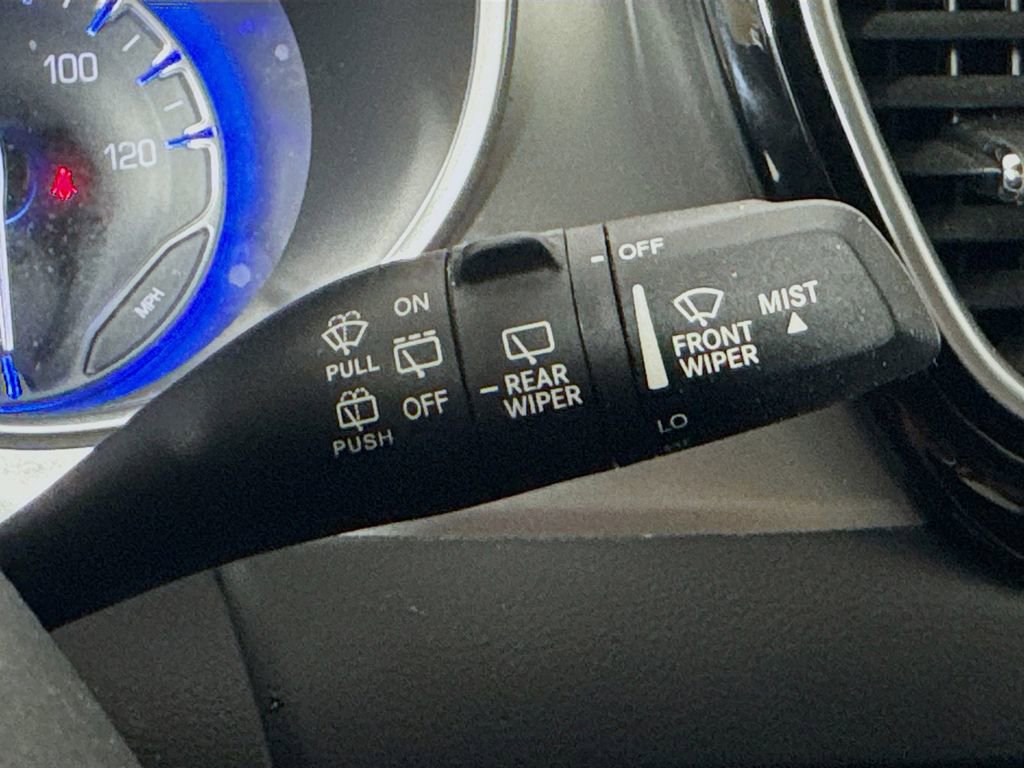 100
120
MPH
PULL
PUSH
ON
OFF
REAR
WIPER
OFF
FRONT
WIPER
MIST
LO